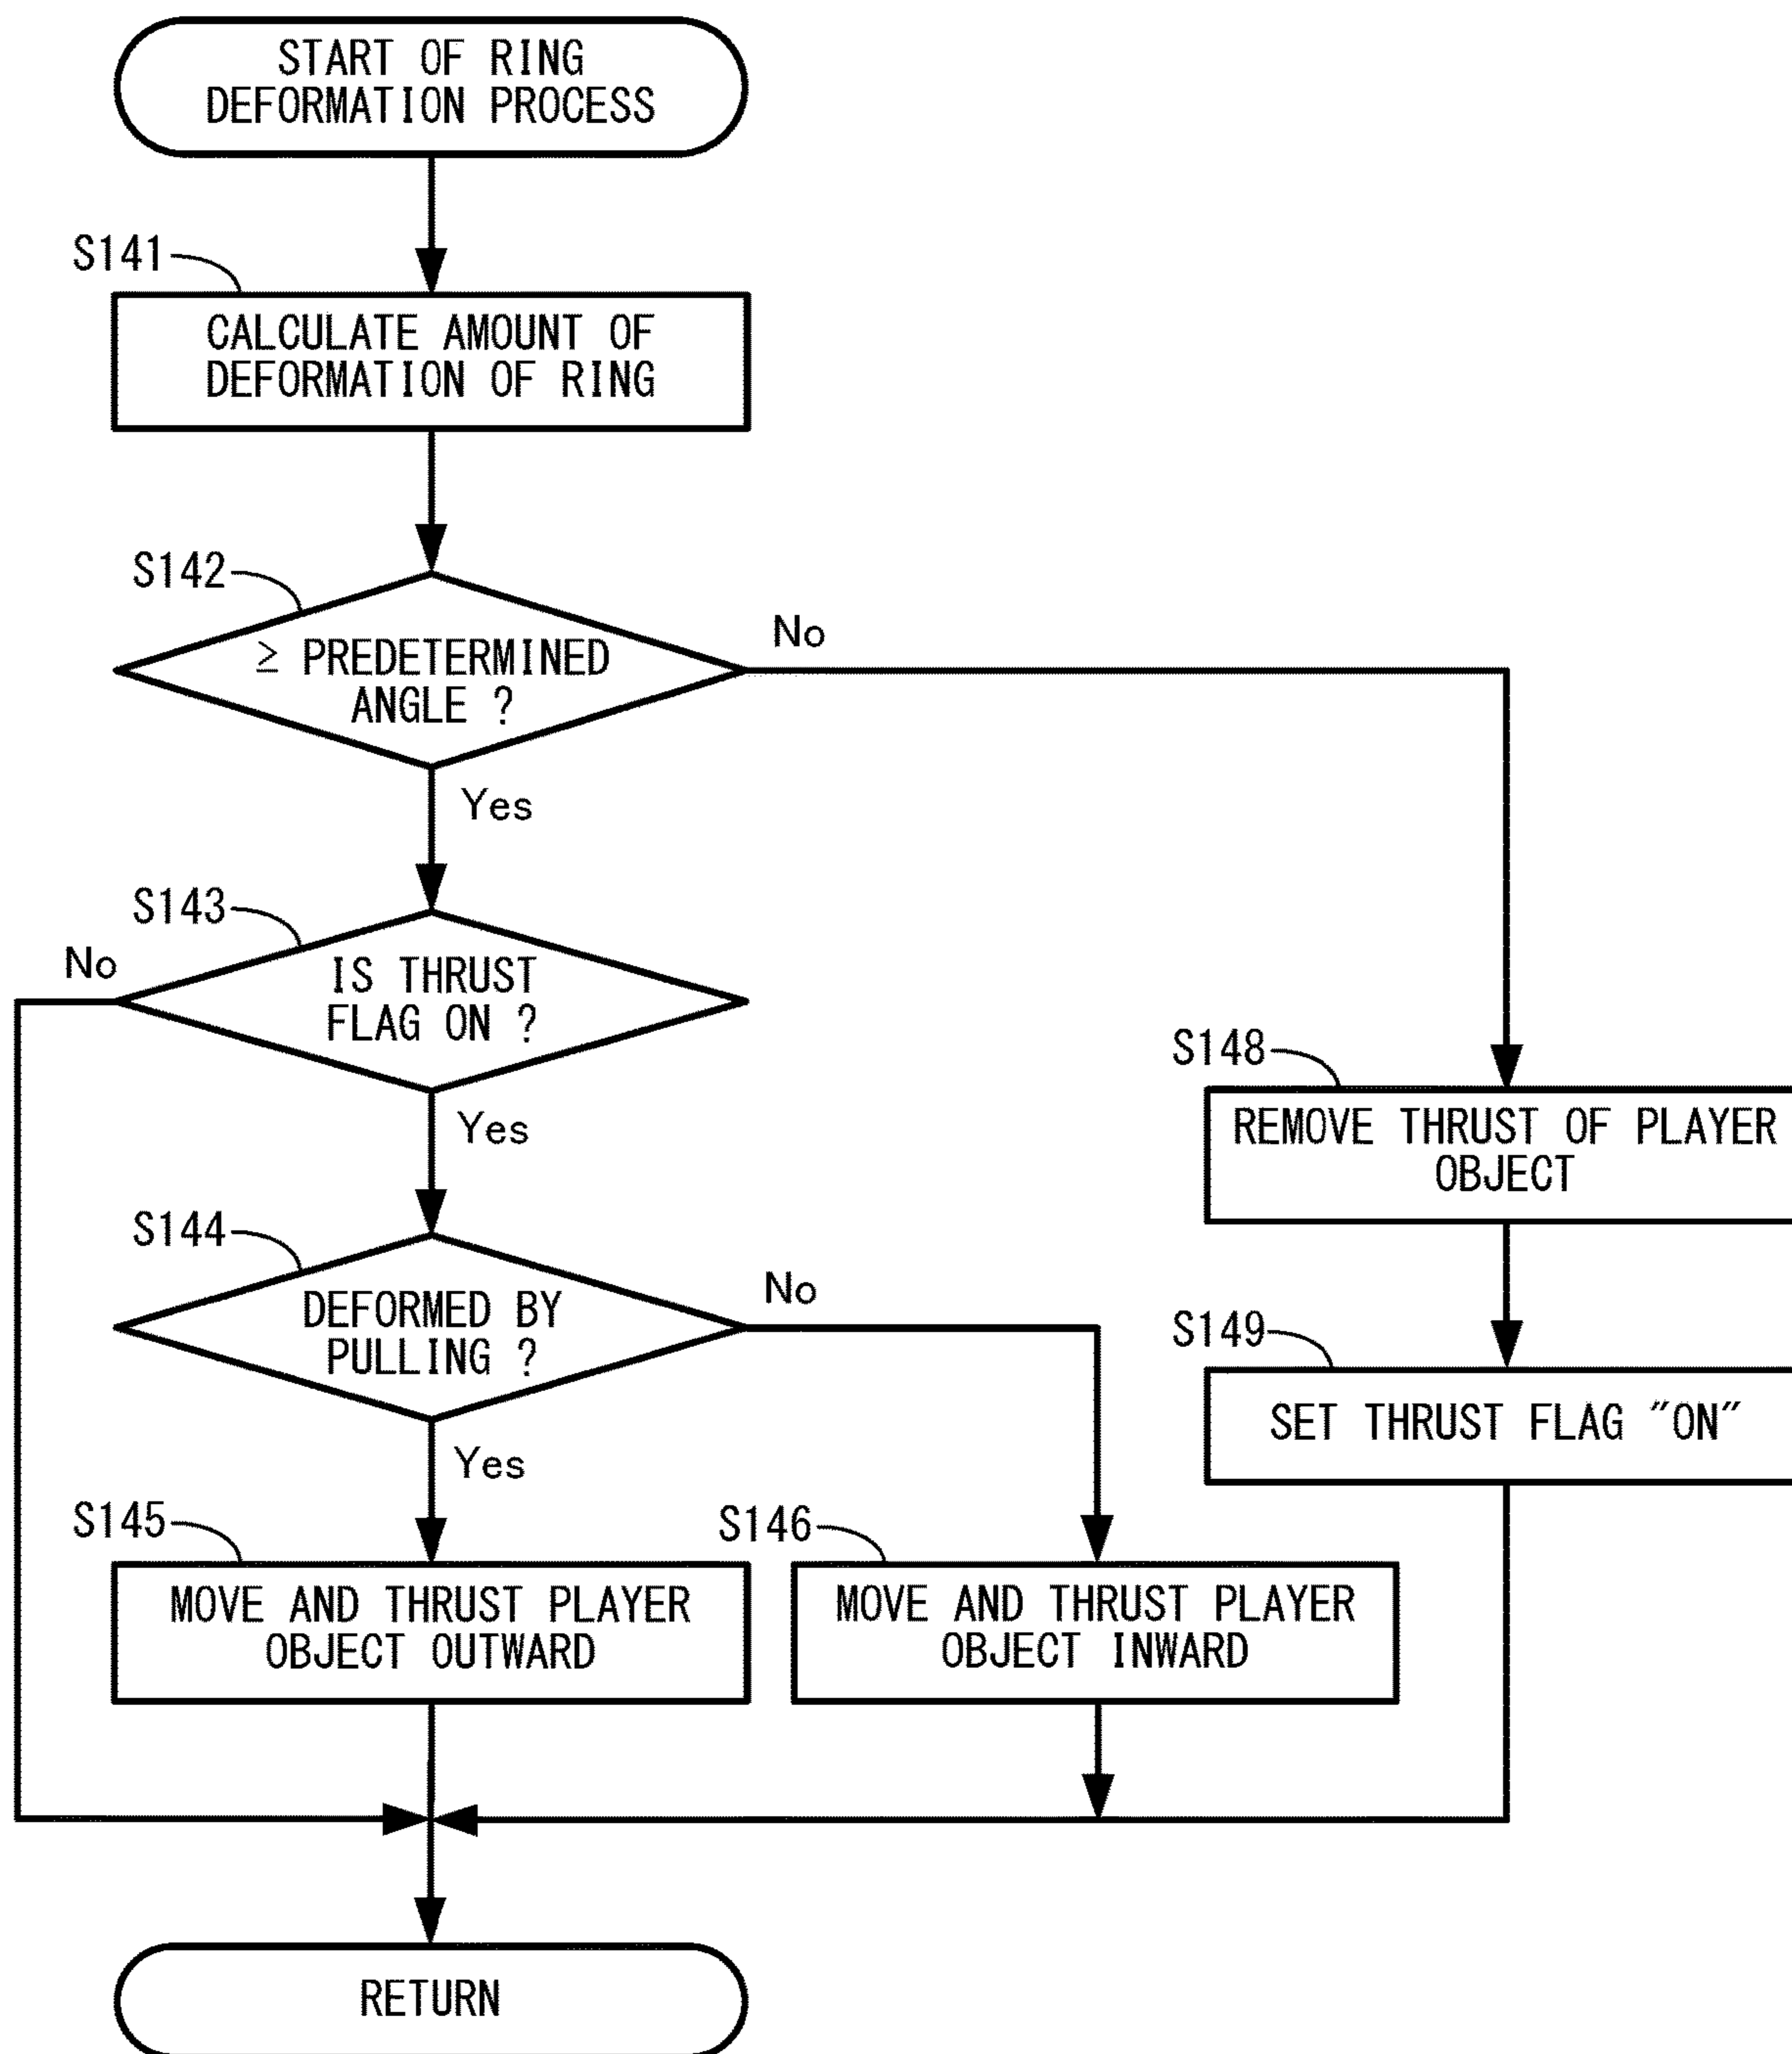 START OF RING
DEFORMATION PROCESS
S141
CALCULATE AMOUNT OF
DEFORMATION OF RING
S142
≥ PREDETERMINED
ANGLE ?
No
Yes
S143
No
IS THRUST
FLAG ON ?
Yes
S144
DEFORMED BY
PULLING ?
No
Yes
S145
MOVE AND THRUST PLAYER
OBJECT OUTWARD
S146
MOVE AND THRUST PLAYER
OBJECT INWARD
S148
REMOVE THRUST OF PLAYER
OBJECT
S149
SET THRUST FLAG "ON"
RETURN